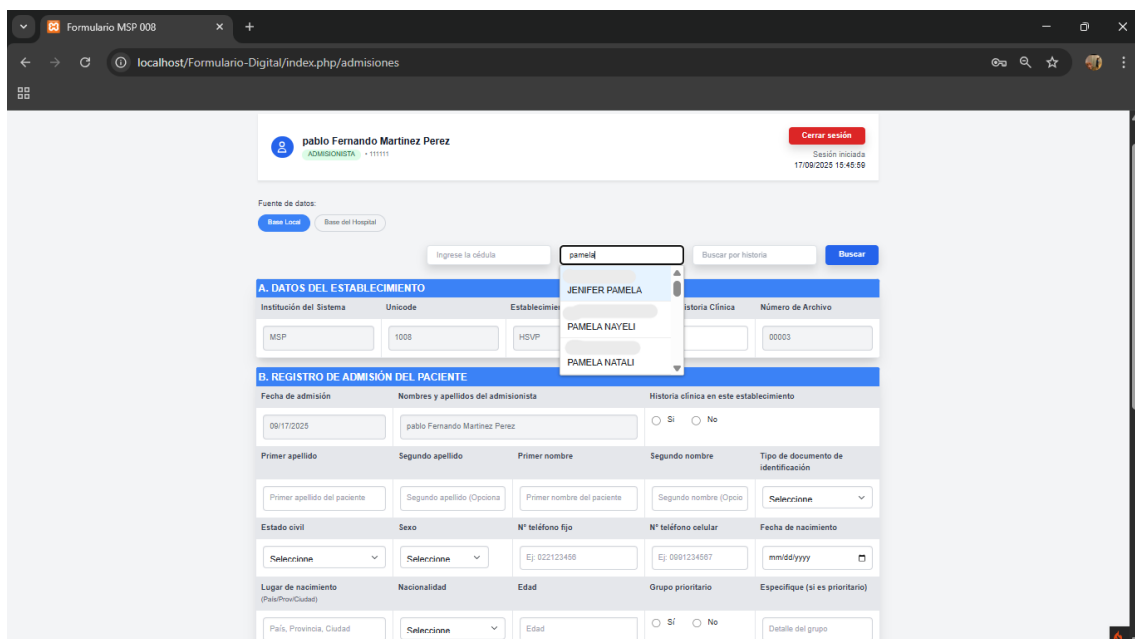 Formulario MSP 008
localhost/Formulario-Digital/index.php/admisiones
pablo Fernando Martinez Perez
ADMISIONISTA • 111111
Cerrar sesión
Sesión iniciada
17/09/2025 15:45:59
Fuente de datos:
Base Local Base del Hospital
Ingrese la cédula pamela Buscar por historia Buscar
JENIFER PAMELA
PAMELA NAYELI
PAMELA NATALI
A. DATOS DEL ESTABLECIMIENTO
Institución del Sistema Unicode Establecimie istoria Clínica Número de Archivo
MSP 1008 HSVP 00003
B. REGISTRO DE ADMISIÓN DEL PACIENTE
Fecha de admisión Nombres y apellidos del admisionista Historia clínica en este establecimiento
09/17/2025 pablo Fernando Martinez Perez Si No
Primer apellido Segundo apellido Primer nombre Segundo nombre Tipo de documento de
identificación
Primer apellido del paciente Segundo apellido (Opciona Primer nombre del paciente Segundo nombre (Opcio Seleccione
Estado civil Sexo Nº teléfono fijo Nº teléfono celular Fecha de nacimiento
Seleccione Seleccione Ej: 022123456 Ej: 0991234567 mm/dd/yyyy
Lugar de nacimiento Nacionalidad Edad Grupo prioritario Especifique (si es prioritario)
(País/Prov/Ciudad)
País, Provincia, Ciudad Seleccione Edad Sí No Detalle del grupo